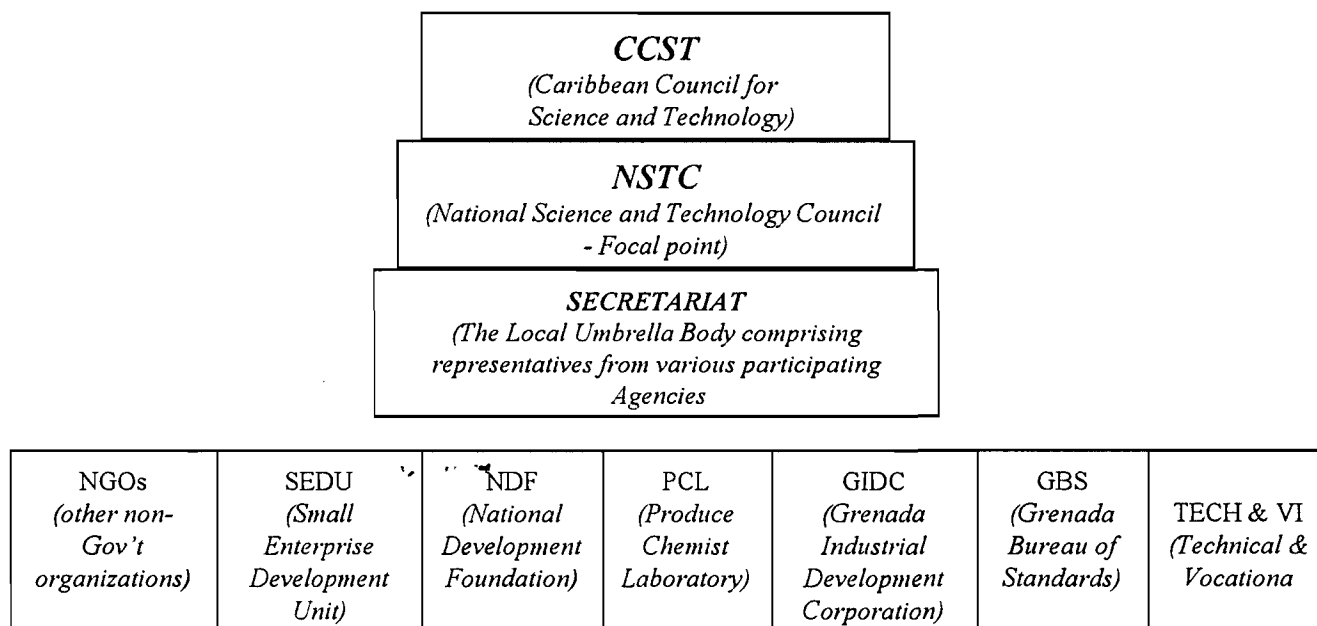 CCST
(Caribbean Council for
Science and Technology)
NSTC
(National Science and Technology Council
- Focal point)
SECRETARIAT
(The Local Umbrella Body comprising
representatives from various participating
Agencies
NGOs
(other non-
Gov't
organizations)
SEDU
(Small
Enterprise
Development
Unit)
NDF
(National
Development
Foundation)
PCL
(Produce
Chemist
Laboratory)
GIDC
(Grenada
Industrial
Development
Corporation)
GBS
(Grenada
Bureau of
Standards)
TECH & VI
(Technical &
Vocationa